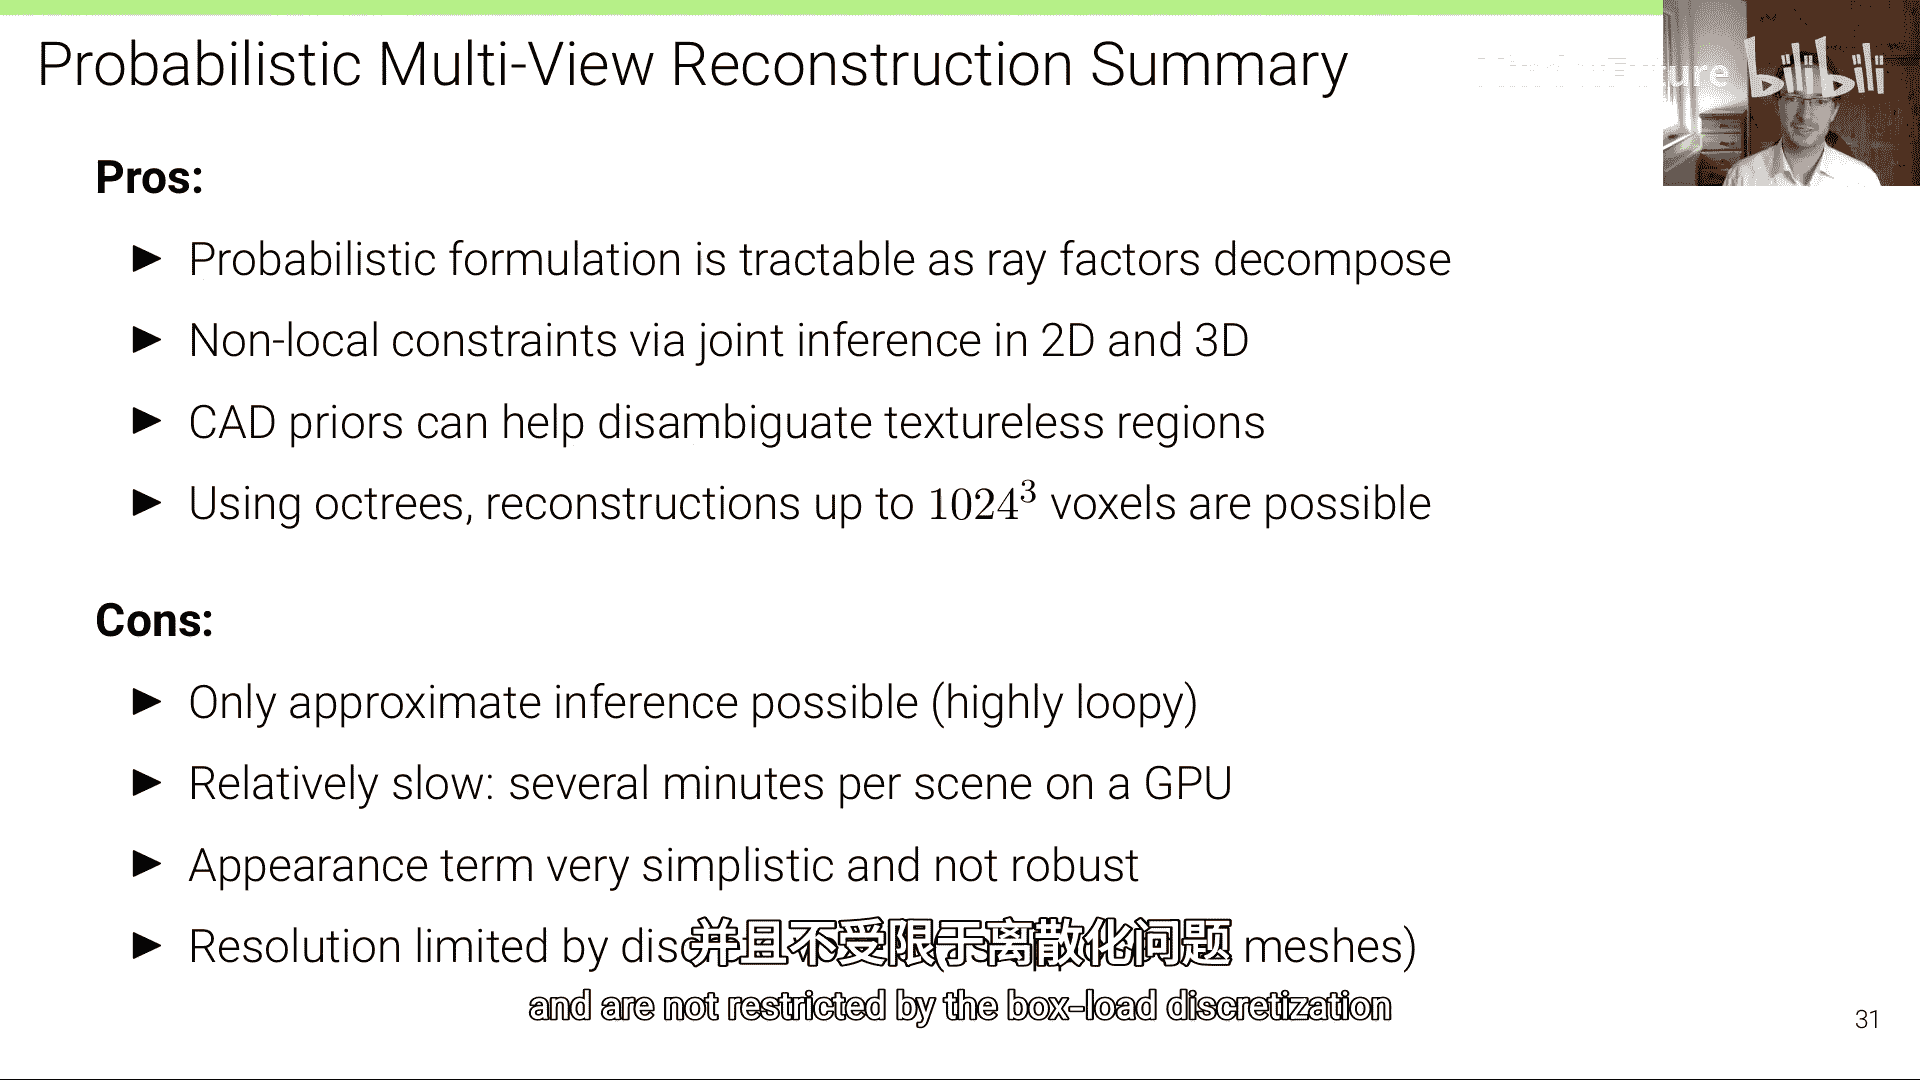 Probabilistic Multi-View Reconstruction Summary
bilibili
Pros:
▶ Probabilistic formulation is tractable as ray factors decompose
▶ Non-local constraints via joint inference in 2D and 3D
▶ CAD priors can help disambiguate textureless regions
▶ Using octrees, reconstructions up to 1024³ voxels are possible
Cons:
▶ Only approximate inference possible (highly loopy)
▶ Relatively slow: several minutes per scene on a GPU
▶ Appearance term very simplistic and not robust
▶ Resolution limited by meshes)
并且不受限于离散化问题
and are not restricted by the box-load discretization
31